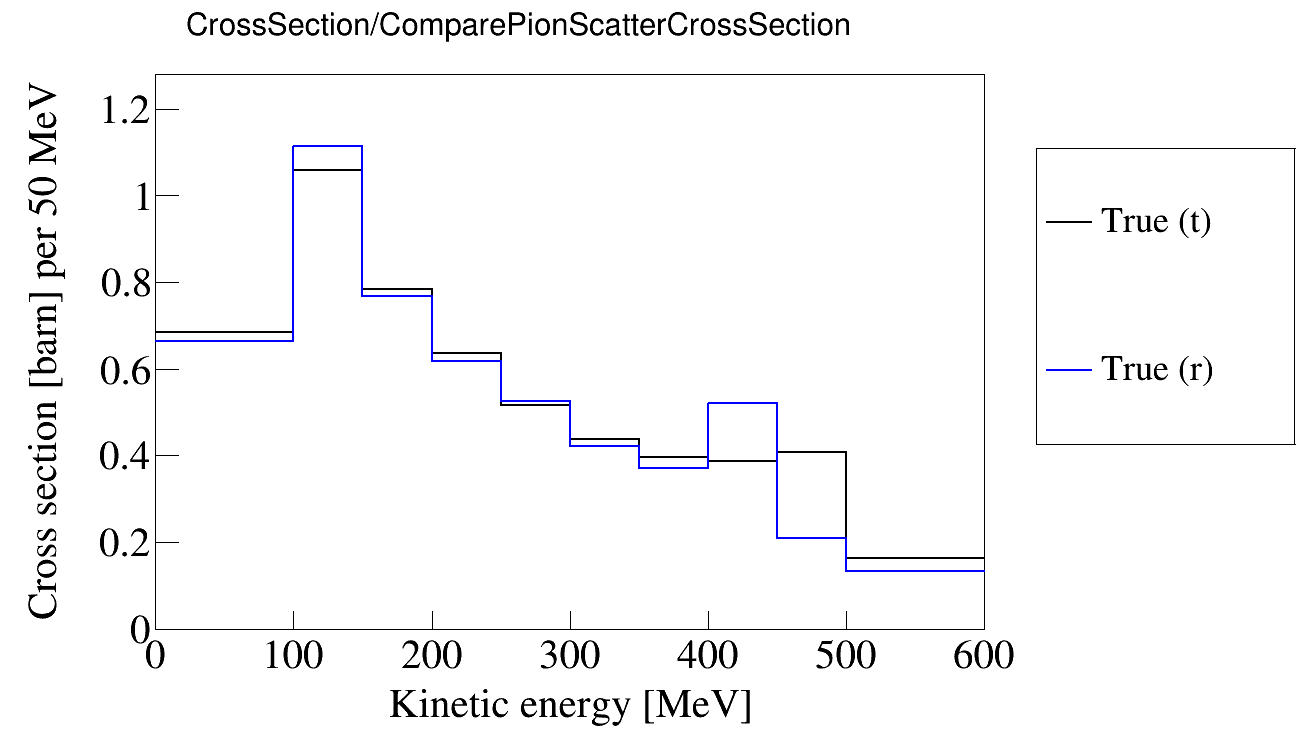 CrossSection/ComparePionScatterCrossSection
Cross section [barn] per 50 MeV
1.2
1
0.8
0.6
0.4
0.2
0
0 100 200 300 400 500 600
Kinetic energy [MeV]
True (t)
True (r)